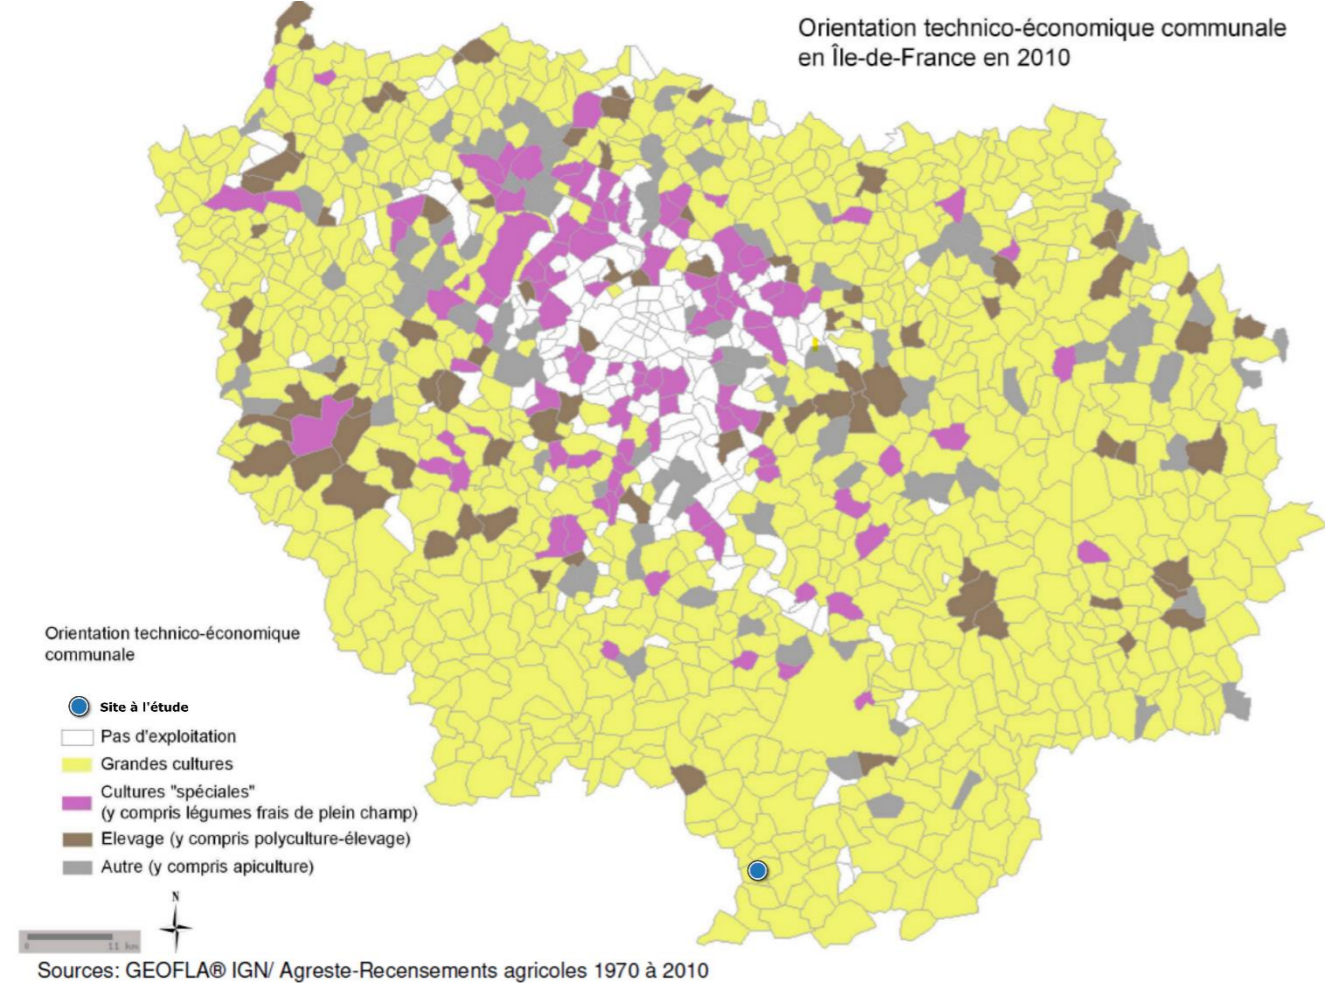 Orientation technico-économique communale
en Île-de-France en 2010
Orientation technico-économique
communale
Site à l'étude
Pas d'exploitation
Grandes cultures
Cultures "spéciales"
(y compris légumes frais de plein champ)
Elevage (y compris polyculture-élevage)
Autre (y compris apiculture)
N
0 11 km
Sources: GEOFLA® IGN/ Agreste-Recensements agricoles 1970 à 2010